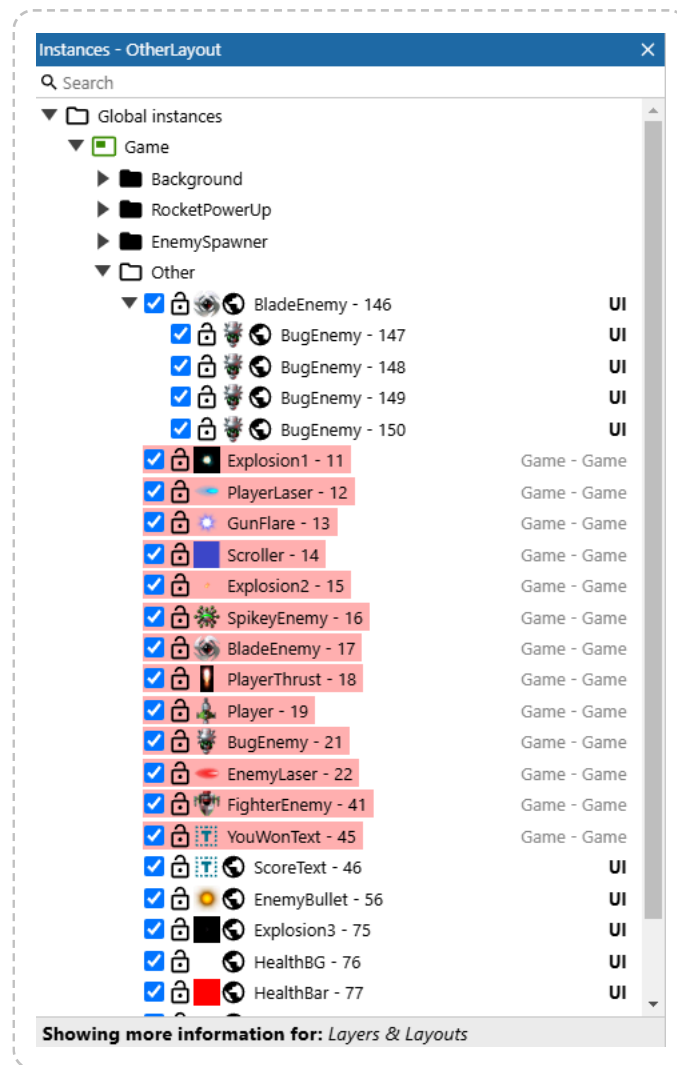 Instances - OtherLayout
Search
Global instances
Game
Background
RocketPowerUp
EnemySpawner
Other
BladeEnemy - 146 UI
BugEnemy - 147 UI
BugEnemy - 148 UI
BugEnemy - 149 UI
BugEnemy - 150 UI
Explosion1 - 11 Game - Game
PlayerLaser - 12 Game - Game
GunFlare - 13 Game - Game
Scroller - 14 Game - Game
Explosion2 - 15 Game - Game
SpikeyEnemy - 16 Game - Game
BladeEnemy - 17 Game - Game
PlayerThrust - 18 Game - Game
Player - 19 Game - Game
BugEnemy - 21 Game - Game
EnemyLaser - 22 Game - Game
FighterEnemy - 41 Game - Game
T YouWonText - 45 Game - Game
T ScoreText - 46 UI
EnemyBullet - 56 UI
Explosion3 - 75 UI
HealthBG - 76 UI
HealthBar - 77 UI
Showing more information for: Layers & Layouts